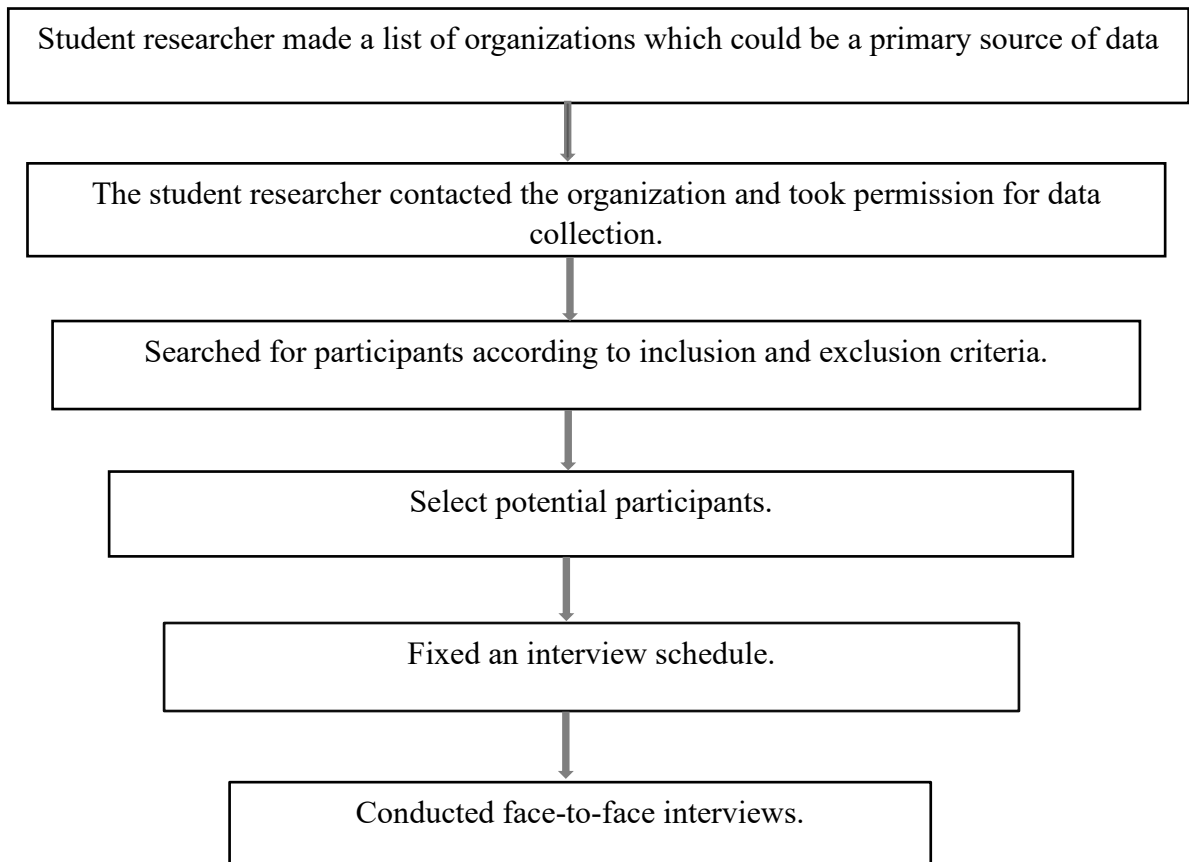 Student researcher made a list of organizations which could be a primary source of data
The student researcher contacted the organization and took permission for data
collection.
Searched for participants according to inclusion and exclusion criteria.
Select potential participants.
Fixed an interview schedule.
Conducted face-to-face interviews.